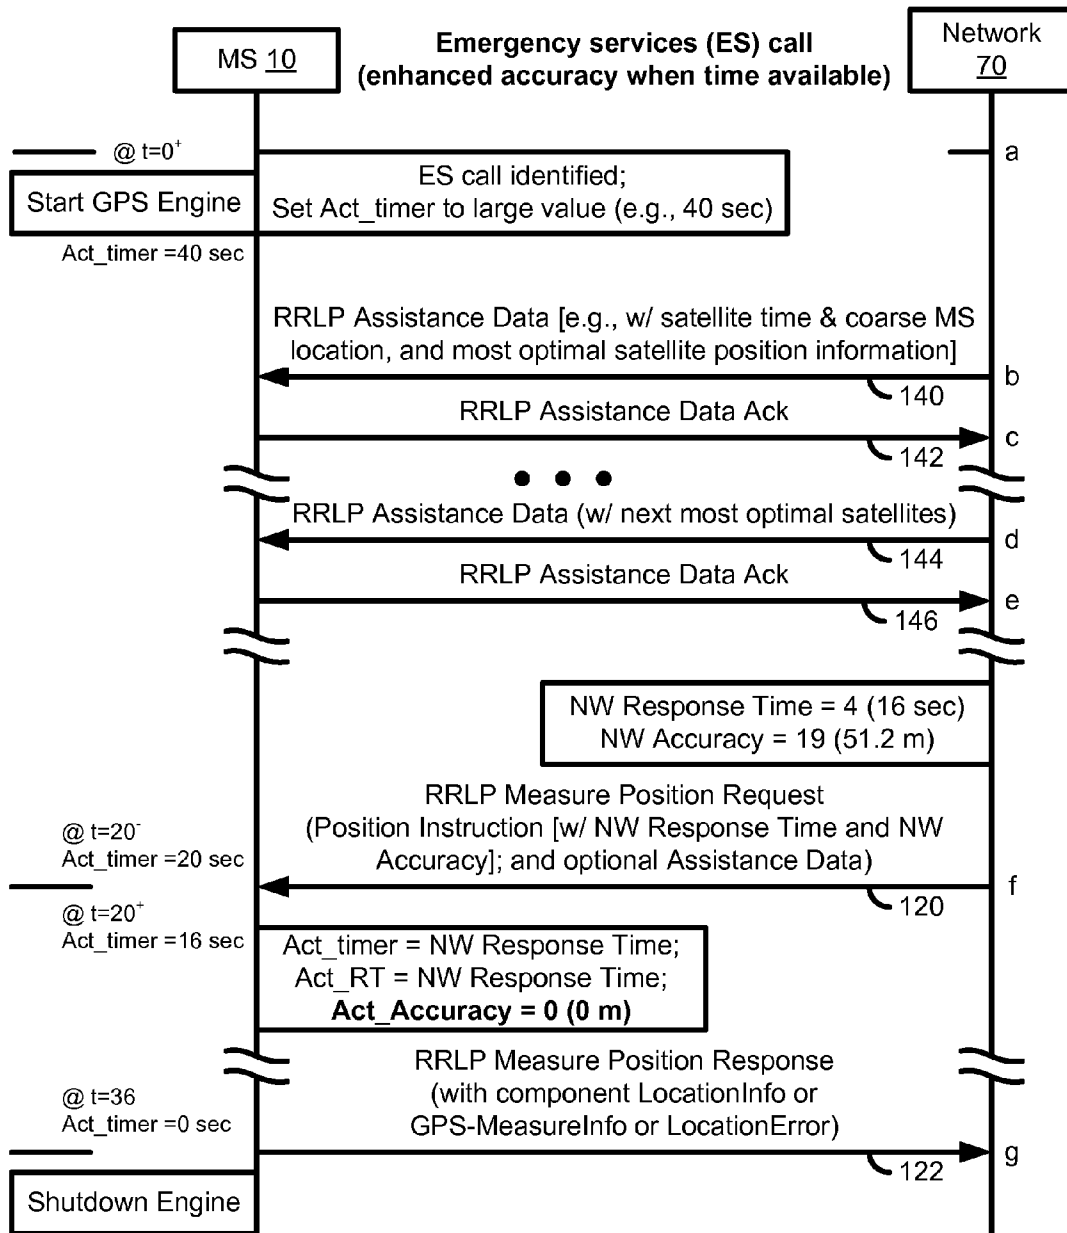 MS 10
Emergency services (ES) call
(enhanced accuracy when time available)
Network
70
@ t=0+
a
Start GPS Engine
ES call identified;
Set Act_timer to large value (e.g., 40 sec)
Act_timer =40 sec
RRLP Assistance Data [e.g., w/ satellite time & coarse MS
location, and most optimal satellite position information]
b
140
RRLP Assistance Data Ack
c
142
RRLP Assistance Data (w/ next most optimal satellites)
d
144
RRLP Assistance Data Ack
e
146
NW Response Time = 4 (16 sec)
NW Accuracy = 19 (51.2 m)
RRLP Measure Position Request
(Position Instruction [w/ NW Response Time and NW
Accuracy]; and optional Assistance Data)
@ t=20-
Act_timer =20 sec
f
120
@ t=20+
Act_timer =16 sec
Act_timer = NW Response Time;
Act_RT = NW Response Time;
Act_Accuracy = 0 (0 m)
RRLP Measure Position Response
(with component LocationInfo or
GPS-MeasureInfo or LocationError)
@ t=36
Act_timer =0 sec
g
122
Shutdown Engine